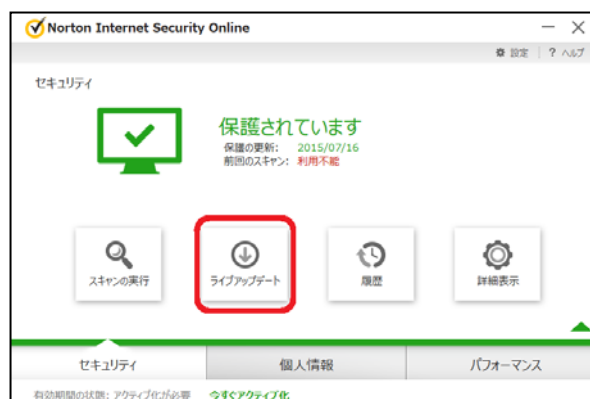 Norton Internet Security Online
設定 ? ヘルプ
セキュリティ
保護されています
保護の更新: 2015/07/16
前回のスキャン: 利用不能
スキャンの実行 ライブアップデート 履歴 詳細表示
セキュリティ 個人情報 パフォーマンス
有効期間の状態: アクティブ化が必要 今すぐアクティブ化